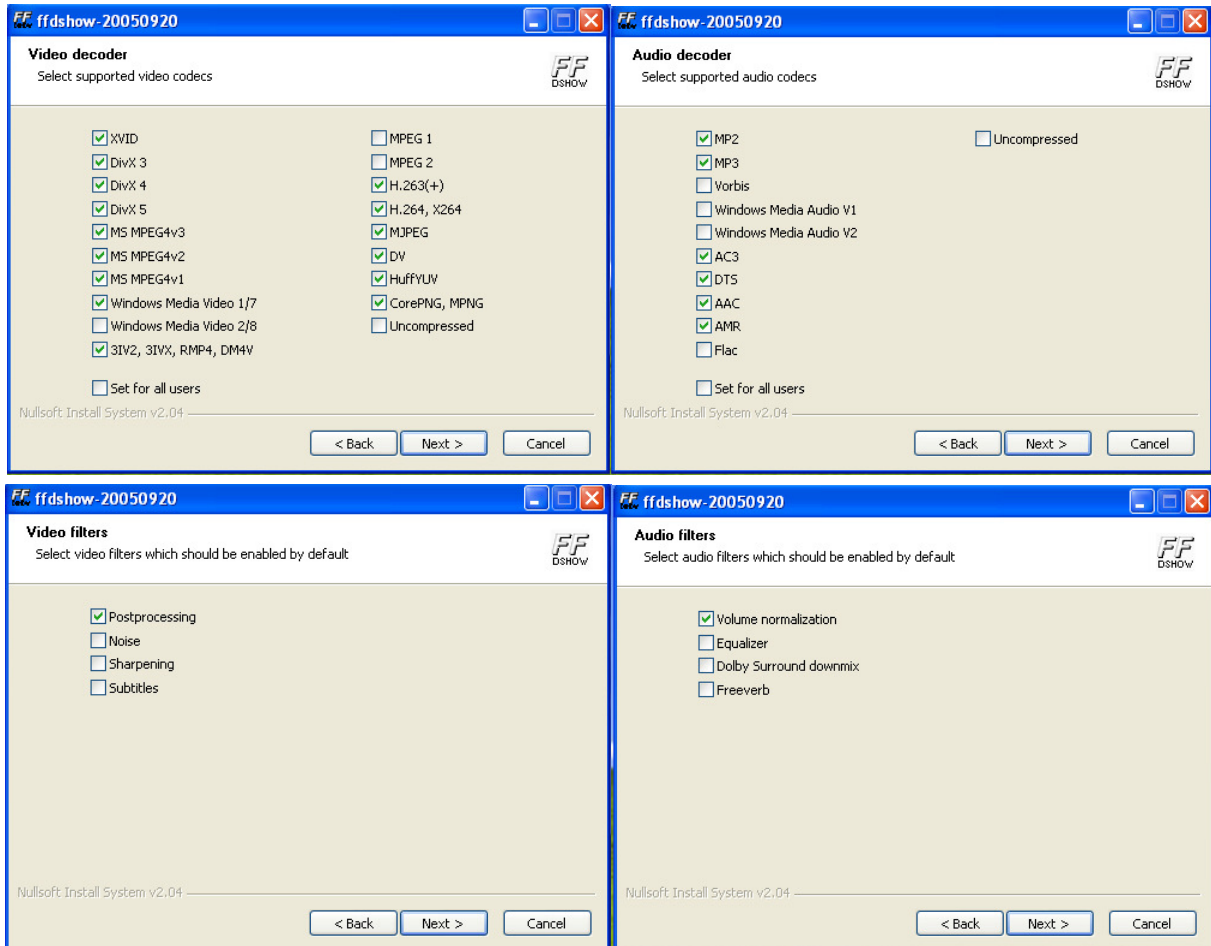 ffdshow-20050920
Video decoder
Select supported video codecs
FF
DSHOW
XVID
DivX 3
DivX 4
DivX 5
MS MPEG4v3
MS MPEG4v2
MS MPEG4v1
Windows Media Video 1/7
Windows Media Video 2/8
3IV2, 3IVX, RMP4, DM4V
MPEG 1
MPEG 2
H.263(+)
H.264, X264
MJPEG
DV
HuffYUV
CorePNG, MPNG
Uncompressed
Set for all users
Nullsoft Install System v2.04
< Back
Next >
Cancel
ffdshow-20050920
Audio decoder
Select supported audio codecs
FF
DSHOW
MP2
MP3
Vorbis
Windows Media Audio V1
Windows Media Audio V2
AC3
DTS
AAC
AMR
Flac
Uncompressed
Set for all users
Nullsoft Install System v2.04
< Back
Next >
Cancel
ffdshow-20050920
Video filters
Select video filters which should be enabled by default
FF
DSHOW
Postprocessing
Noise
Sharpening
Subtitles
Nullsoft Install System v2.04
< Back
Next >
Cancel
ffdshow-20050920
Audio filters
Select audio filters which should be enabled by default
FF
DSHOW
Volume normalization
Equalizer
Dolby Surround downmix
Freeverb
Nullsoft Install System v2.04
< Back
Next >
Cancel